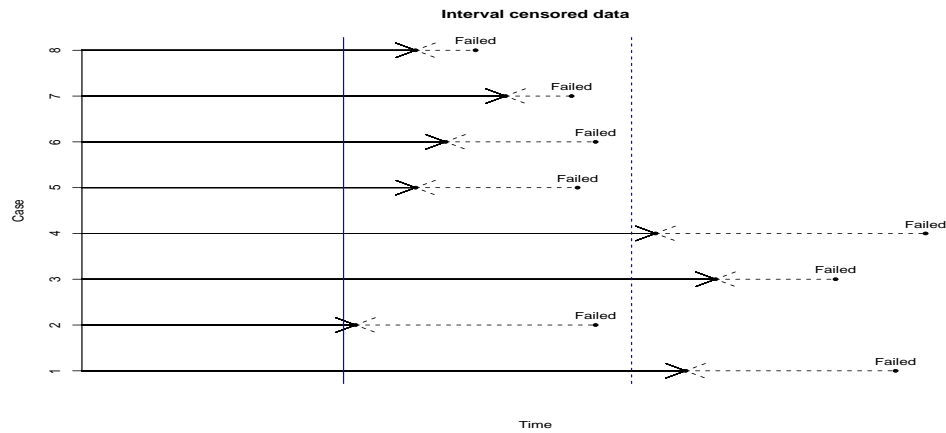 Interval censored data
Failed
8
Failed
7
Failed
6
Failed
5
Failed
4
Failed
3
Failed
2
Failed
1
Case
Time